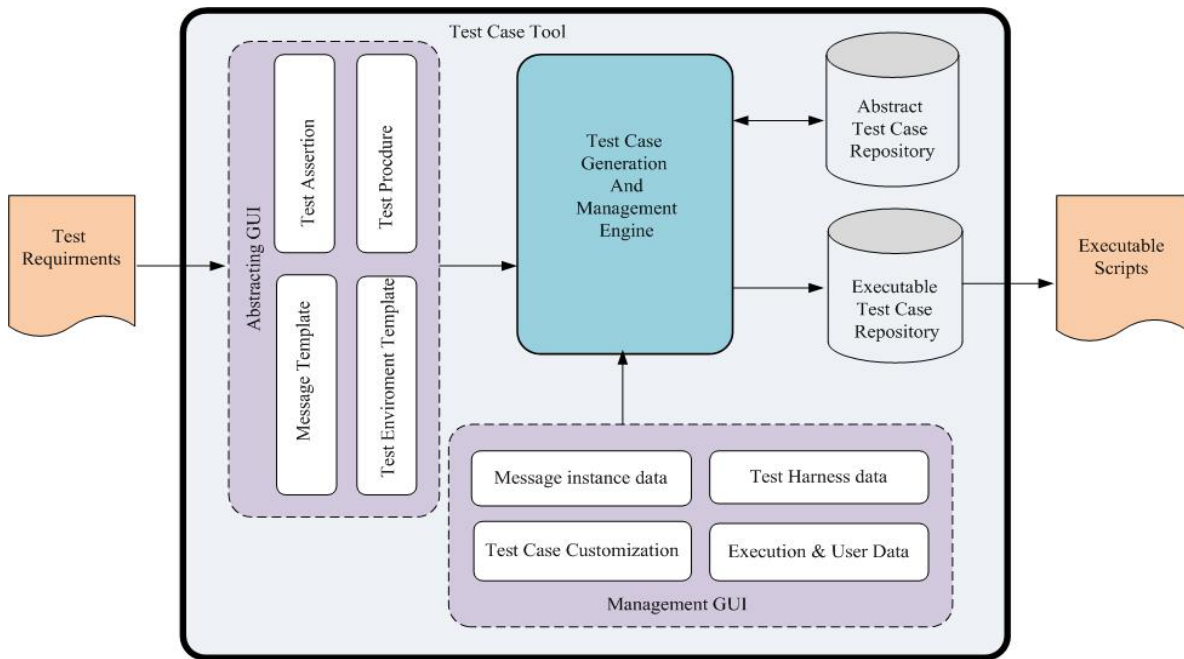 Test Case Tool
Test
Requirments
Abstracting GUI
Test Assertion
Test Procdure
Message Template
Test Enviroment Template
Test Case
Generation
And
Management
Engine
Abstract
Test Case
Repository
Executable
Test Case
Repository
Executable
Scripts
Message instance data
Test Harness data
Test Case Customization
Execution & User Data
Management GUI